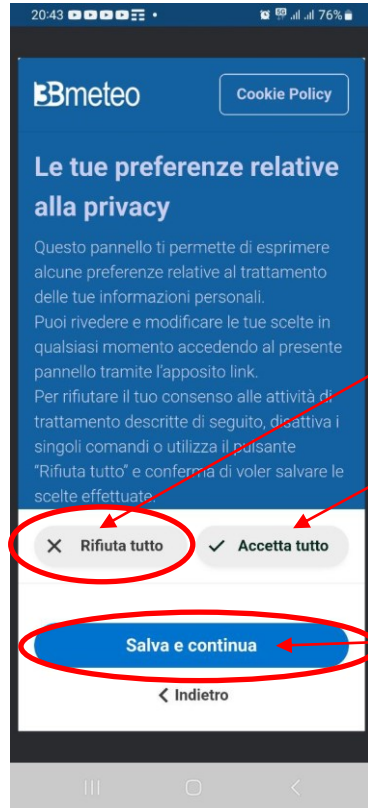 20:43
76%
3Bmeteo
Cookie Policy
Le tue preferenze relative
alla privacy
Questo pannello ti permette di esprimere
alcune preferenze relative al trattamento
delle tue informazioni personali.
Puoi rivedere e modificare le tue scelte in
qualsiasi momento accedendo al presente
pannello tramite l'apposito link.
Per rifiutare il tuo consenso alle attività di
trattamento descritte di seguito, disattiva i
singoli comandi o utilizza il pulsante
"Rifiuta tutto" e conferma di voler salvare le
scelte effettuate.
Rifiuta tutto
Accetta tutto
Salva e continua
Indietro